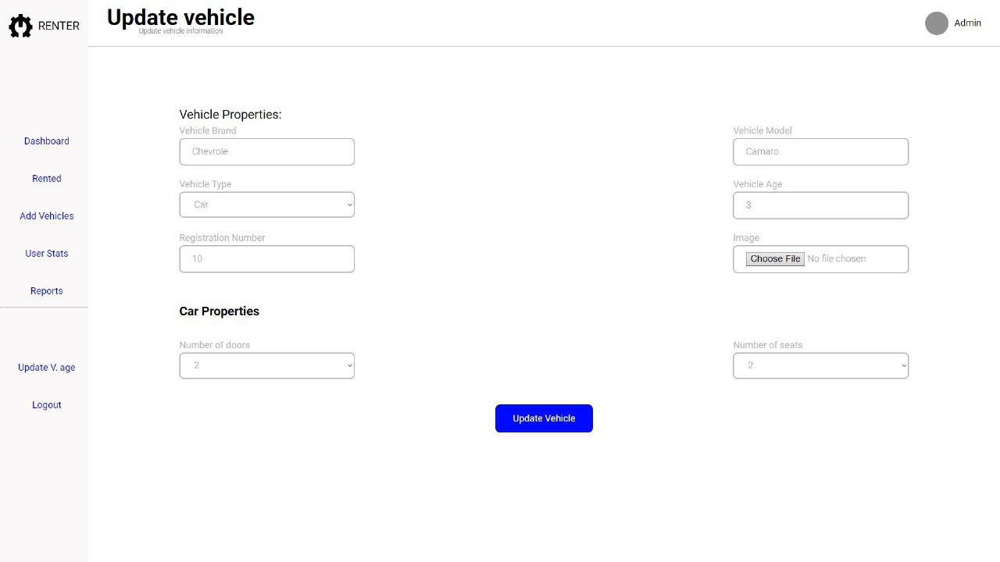 RENTER
Update vehicle
Update vehicle information
Admin
Dashboard
Rented
Add Vehicles
User Stats
Reports
Update V. age
Logout
Vehicle Properties:
Vehicle Brand
Vehicle Model
Chevrole
Camaro
Vehicle Type
Vehicle Age
Car
3
Registration Number
Image
10
Choose File No file chosen
Car Properties
Number of doors
Number of seats
2
2
Update Vehicle